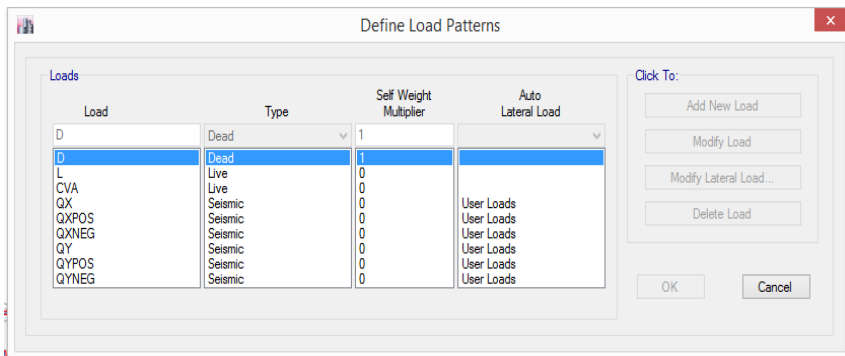 Define Load Patterns
x
Loads
Click To:
Load Type Self Weight Multiplier Auto Lateral Load
D Dead 1
D Dead 1
L Live 0
CVA Live 0
QX Seismic 0 User Loads
QXPOS Seismic 0 User Loads
QXNEG Seismic 0 User Loads
QY Seismic 0 User Loads
QYPOS Seismic 0 User Loads
QYNEG Seismic 0 User Loads
Add New Load
Modify Load
Modify Lateral Load...
Delete Load
OK Cancel